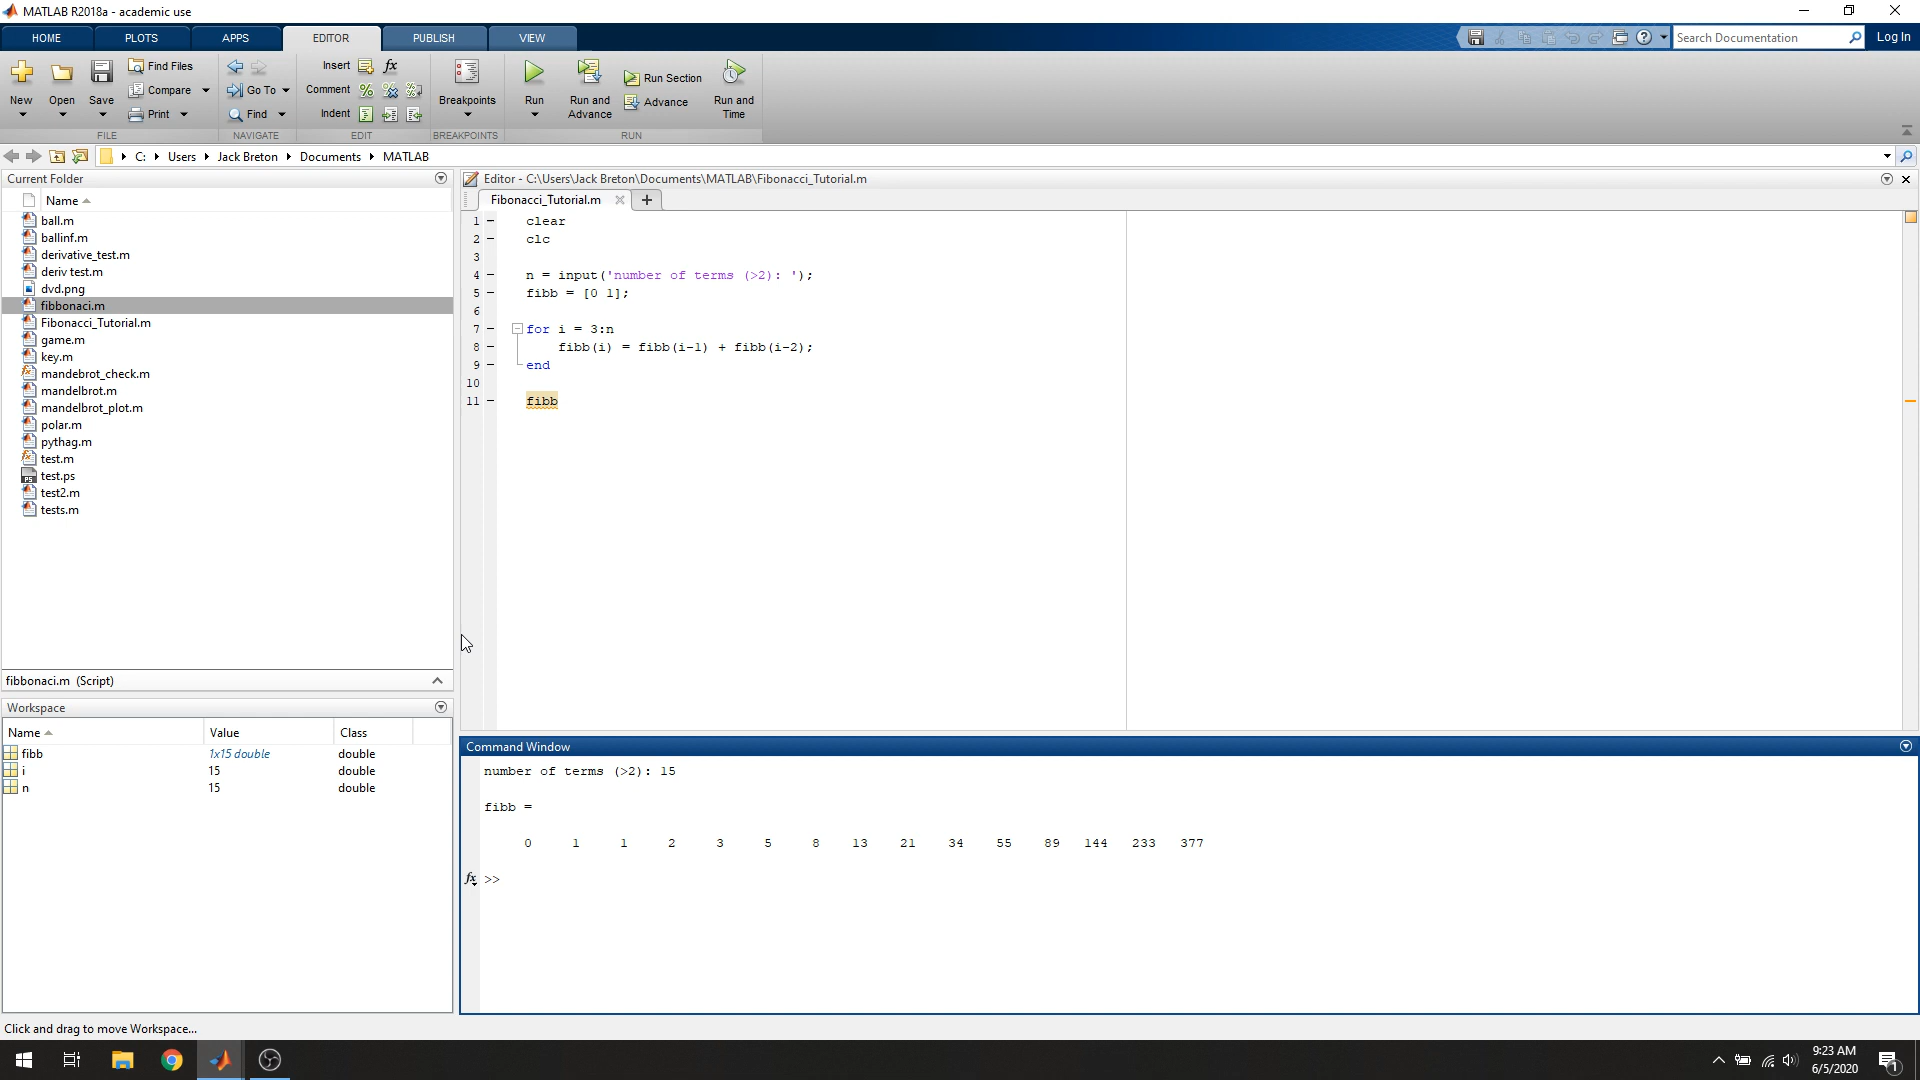 MATLAB R2018a - academic use
HOME PLOTS APPS EDITOR PUBLISH VIEW
Search Documentation
Log In
New
Open
Save
Find Files
Compare
Print
FILE
Go To
Find
NAVIGATE
Insert fx
Comment
Indent
EDIT
Breakpoints
BREAKPOINTS
Run
Run and Advance
Run Section
Advance
Run and Time
RUN
C: Users Jack Breton Documents MATLAB
Current Folder
Name
ball.m
ballinf.m
derivative_test.m
deriv test.m
dvd.png
fibbonaci.m
Fibonacci_Tutorial.m
game.m
key.m
mandebrot_check.m
mandelbrot.m
mandelbrot_plot.m
polar.m
pythag.m
test.m
test.ps
test2.m
tests.m
fibbonaci.m (Script)
Workspace
Name Value Class
fibb 1x15 double double
i 15 double
n 15 double
Editor - C:\Users\Jack Breton\Documents\MATLAB\Fibonacci_Tutorial.m
Fibonacci_Tutorial.m
1 - clear
2 - clc
3
4 - n = input('number of terms (>2): ');
5 - fibb = [0 1];
6
7 - for i = 3:n
8 - fibb(i) = fibb(i-1) + fibb(i-2);
9 - end
10
11 - fibb
Command Window
number of terms (>2): 15
fibb =
0 1 1 2 3 5 8 13 21 34 55 89 144 233 377
fx >>
Click and drag to move Workspace...
9:23 AM
6/5/2020
1